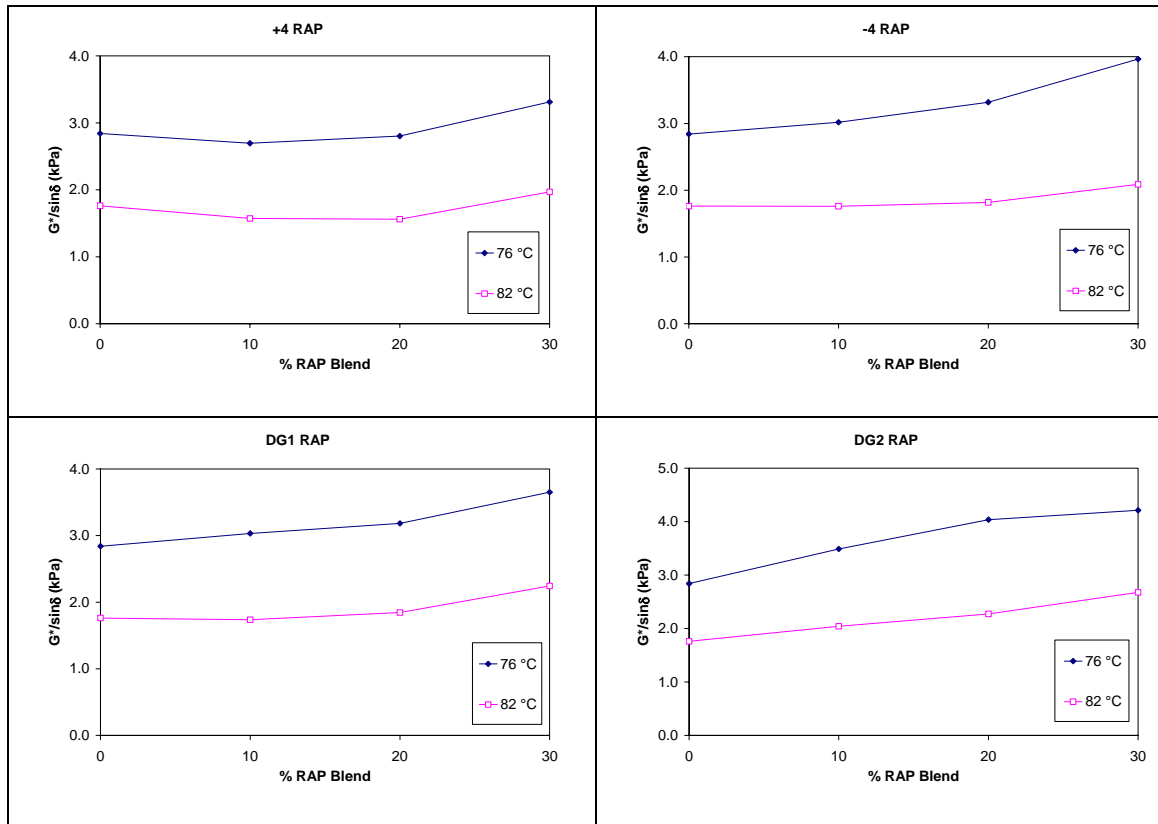 +4 RAP
4.0
3.0
2.0
1.0
0.0
G*/sinδ (kPa)
0 10 20 30
% RAP Blend
76 °C
82 °C
-4 RAP
4.0
3.0
2.0
1.0
0.0
G*/sinδ (kPa)
0 10 20 30
% RAP Blend
76 °C
82 °C
DG1 RAP
4.0
3.0
2.0
1.0
0.0
G*/sinδ (kPa)
0 10 20 30
% RAP Blend
76 °C
82 °C
DG2 RAP
5.0
4.0
3.0
2.0
1.0
0.0
G*/sinδ (kPa)
0 10 20 30
% RAP Blend
76 °C
82 °C